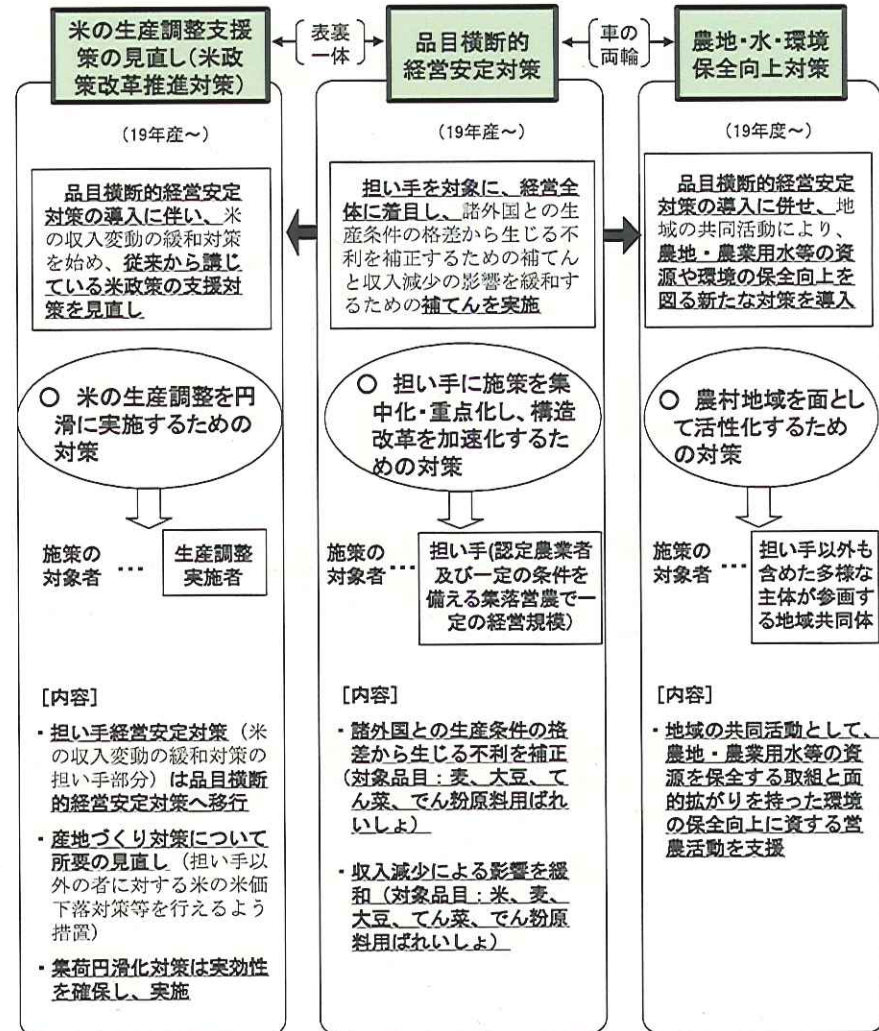 米の生産調整支援
策の見直し(米政
策改革推進対策)
表裏
一体
品目横断的
経営安定対策
車の
両輪
農地・水・環境
保全向上対策
(19年産~)
品目横断的経営安定
対策の導入に伴い、米
の収入変動の緩和対策
を始め、従来から講じ
ている米政策の支援対
策を見直し
○ 米の生産調整を円
滑に実施するための
対策
施策の
対象者 …
生産調整
実施者
[内容]
・担い手経営安定対策(米
の収入変動の緩和対策の
担い手部分)は品目横断
的経営安定対策へ移行
・産地づくり対策について
所要の見直し(担い手以
外の者に対する米の米価
下落対策等を行えるよう
措置)
・集荷円滑化対策は実効性
を確保し、実施
(19年産~)
担い手を対象に、経営全
体に着目し、諸外国との生
産条件の格差から生じる不
利を補正するための補てん
と収入減少の影響を緩和す
るための補てんを実施
○ 担い手に施策を集
中化・重点化し、構造
改革を加速化するた
めの対策
施策の
対象者 …
担い手(認定農業者
及び一定の条件を
備える集落営農で一
定の経営規模)
[内容]
・諸外国との生産条件の格
差から生じる不利を補正
(対象品目:麦、大豆、て
ん菜、でん粉原料用ばれ
いしょ)
・収入減少による影響を緩
和(対象品目:米、麦、
大豆、てん菜、でん粉原
料用ばれいしょ)
(19年度~)
品目横断的経営安定
対策の導入に併せ、地
域の共同活動により、
農地・農業用水等の資
源や環境の保全向上を
図る新たな対策を導入
○ 農村地域を面とし
て活性化するため
の対策
施策の
対象者 …
担い手以外も
含めた多様な
主体が参画す
る地域共同体
[内容]
・地域の共同活動として、
農地・農業用水等の資
源を保全する取組と面
的拡がりを持った環境
の保全向上に資する営
農活動を支援